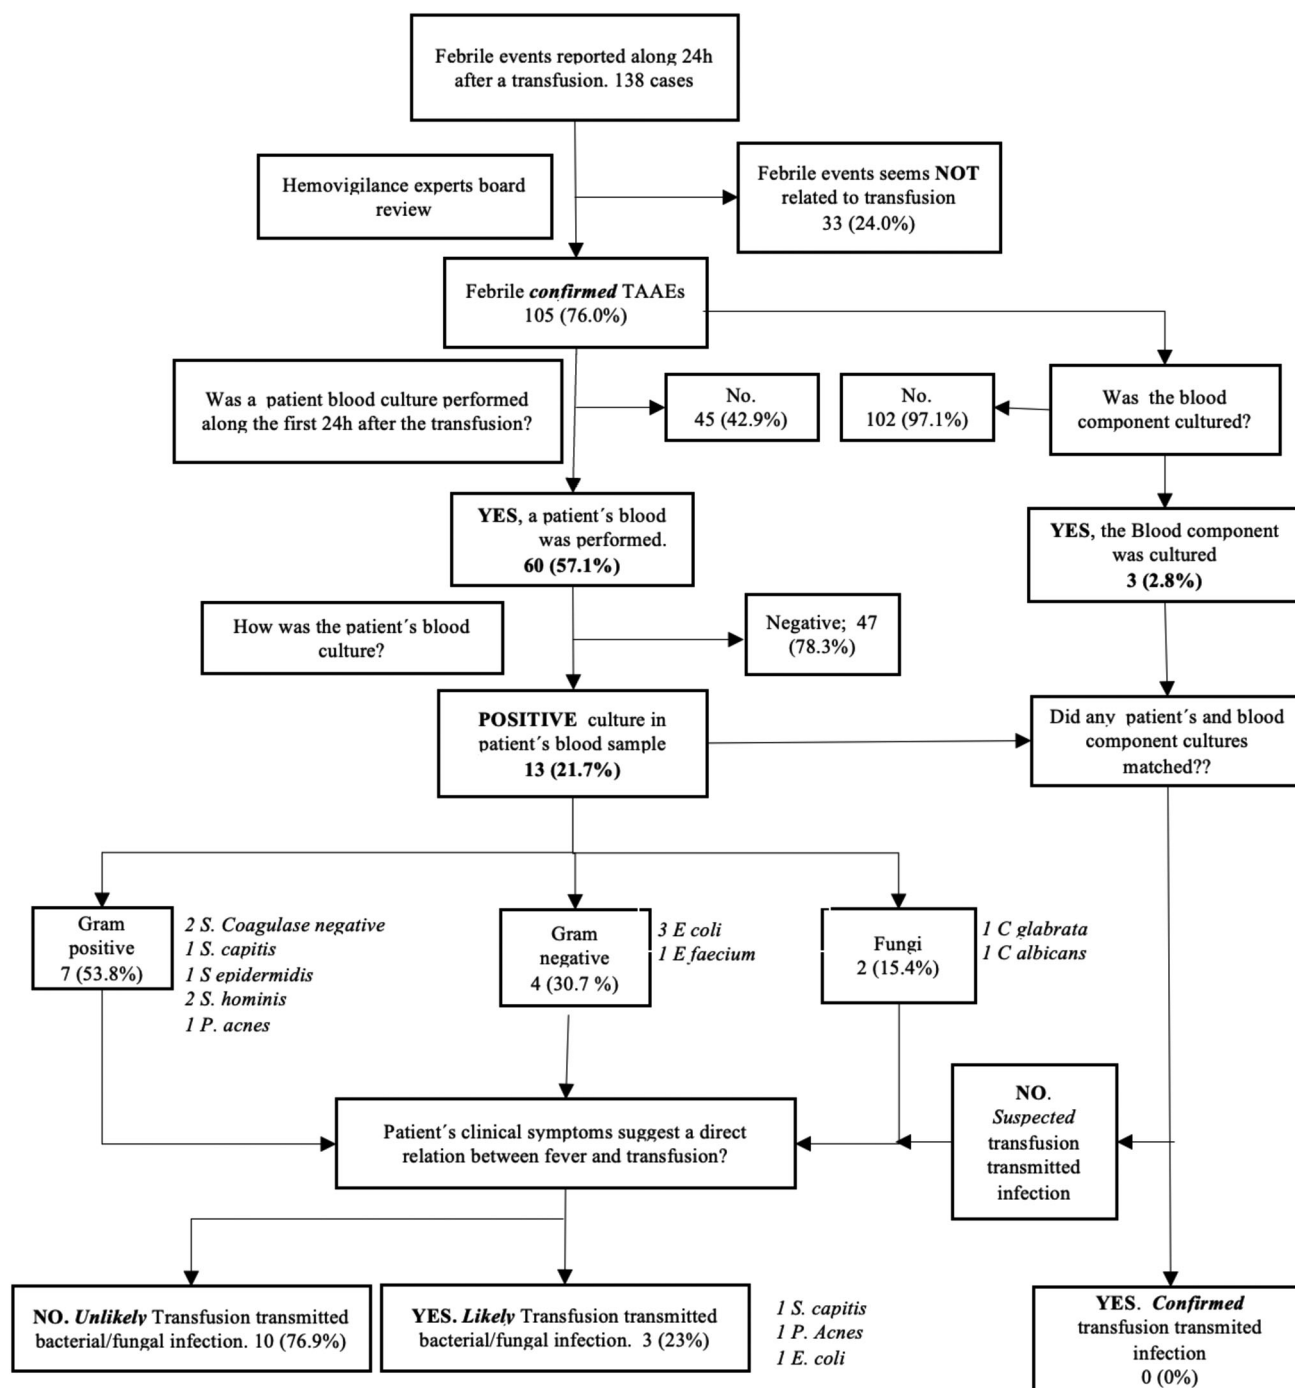 Febrile events reported along 24h
after a transfusion. 138 cases
Hemovigilance experts board
review
Febrile events seems NOT
related to transfusion
33 (24.0%)
Febrile confirmed TAAEs
105 (76.0%)
Was a patient blood culture performed
along the first 24h after the transfusion?
No.
45 (42.9%)
No.
102 (97.1%)
Was the blood
component cultured?
YES, a patient´s blood
was performed.
60 (57.1%)
YES, the Blood component
was cultured
3 (2.8%)
How was the patient´s blood
culture?
Negative; 47
(78.3%)
POSITIVE culture in
patient´s blood sample
13 (21.7%)
Did any patient´s and blood
component cultures
matched??
Gram
positive
7 (53.8%)
2 S. Coagulase negative
1 S. capitis
1 S epidermidis
2 S. hominis
1 P. acnes
Gram
negative
4 (30.7 %)
3 E coli
1 E faecium
Fungi
2 (15.4%)
1 C glabrata
1 C albicans
Patient´s clinical symptoms suggest a direct
relation between fever and transfusion?
NO.
Suspected
transfusion
transmitted
infection
NO. Unlikely Transfusion transmitted
bacterial/fungal infection. 10 (76.9%)
YES. Likely Transfusion transmitted
bacterial/fungal infection. 3 (23%)
1 S. capitis
1 P. Acnes
1 E. coli
YES. Confirmed
transfusion transmited
infection
0 (0%)